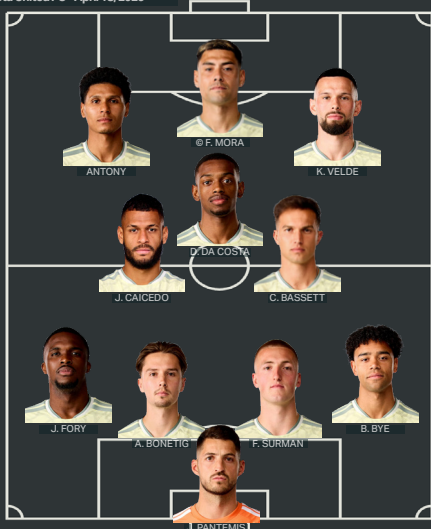 © F. MORA
ANTONY
K. VELDE
D. DA COSTA
J. CAICEDO
C. BASSETT
J. FORY
B. BYE
A. BONETIG
F. SURMAN
J. PANTEMIS